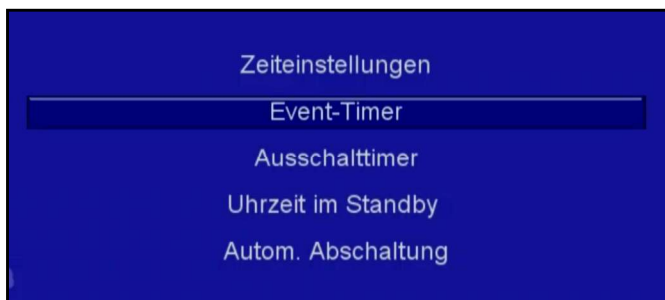 Zeiteinstellungen
Event-Timer
Ausschalttimer
Uhrzeit im Standby
Autom. Abschaltung